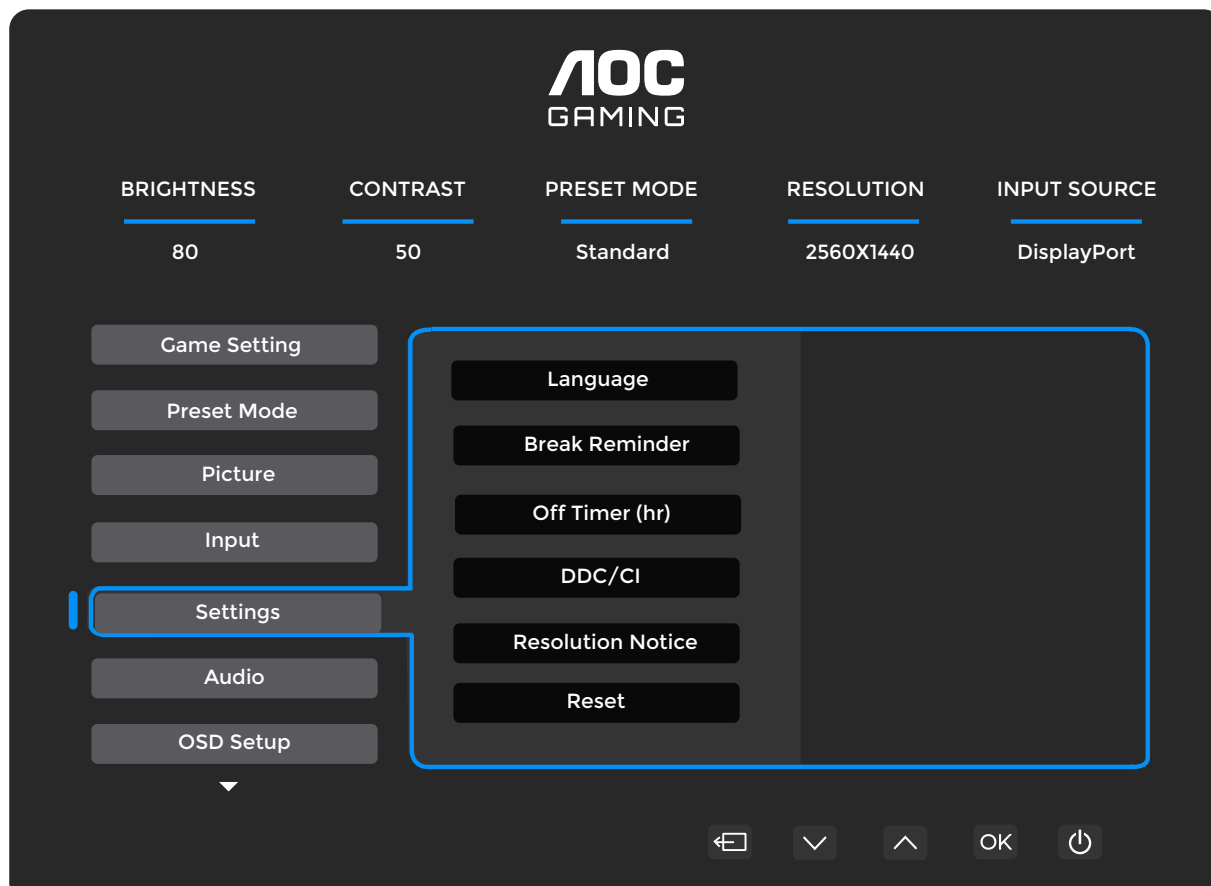 AOC
GAMING
BRIGHTNESS CONTRAST PRESET MODE RESOLUTION INPUT SOURCE
80 50 Standard 2560X1440 DisplayPort
Game Setting
Preset Mode
Picture
Input
Settings
Audio
OSD Setup
Language
Break Reminder
Off Timer (hr)
DDC/CI
Resolution Notice
Reset
OK